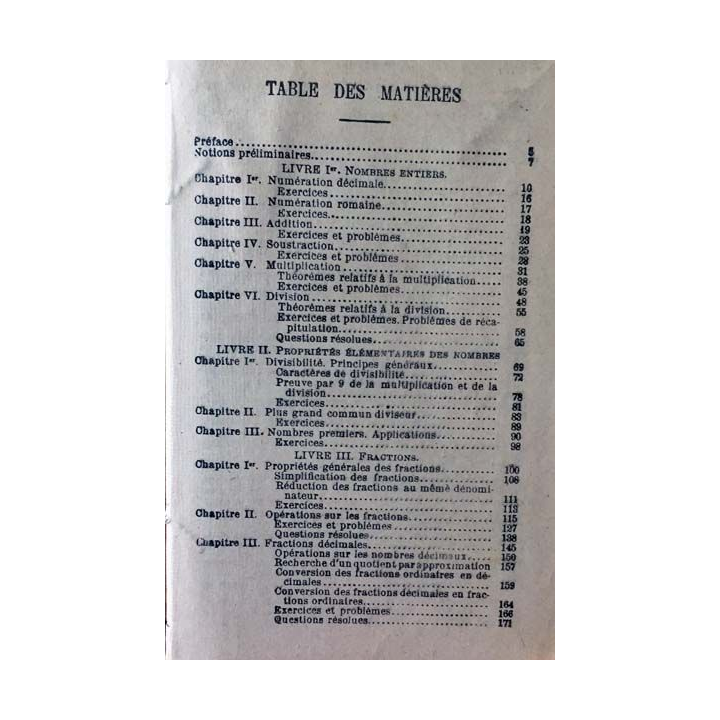 TABLE DES MATIÈRES
Préface........ 5
Notions préliminaires........ 7
LIVRE Ier. NOMBRES ENTIERS.
Chapitre Ier. Numération décimale........ 10
Exercices........ 16
Chapitre II. Numération romaine........ 17
Exercices........ 18
Chapitre III. Addition........ 19
Exercices et problèmes........ 23
Chapitre IV. Soustraction........ 25
Exercices et problèmes........ 28
Chapitre V. Multiplication........ 31
Théorèmes relatifs à la multiplication..... 38
Exercices et problèmes........ 45
Chapitre VI. Division........ 48
Théorèmes relatifs à la division........ 55
Exercices et problèmes. Problèmes de réca-
pitulation........ 58
Questions résolues........ 65
LIVRE II. PROPRIÉTÉS ÉLÉMENTAIRES DES NOMBRES
Chapitre Ier. Divisibilité. Principes généraux........ 69
Caractères de divisibilité........ 72
Preuve par 9 de la multiplication et de la
division........ 78
Exercices........ 81
Chapitre II. Plus grand commun diviseur........ 83
Exercices........ 89
Chapitre III. Nombres premiers. Applications........ 90
Exercices........ 98
LIVRE III. FRACTIONS.
Chapitre Ier. Propriétés générales des fractions........ 100
Simplification des fractions........ 108
Réduction des fractions au même dénomi-
nateur........ 111
Exercices........ 113
Chapitre II. Opérations sur les fractions........ 115
Exercices et problèmes........ 127
Questions résolues........ 138
Chapitre III. Fractions décimales........ 145
Opérations sur les nombres décimaux..... 150
Recherche d'un quotient par approximation 157
Conversion des fractions ordinaires en dé-
cimales........ 159
Conversion des fractions décimales en frac-
tions ordinaires........ 164
Exercices et problèmes........ 166
Questions résolues........ 171